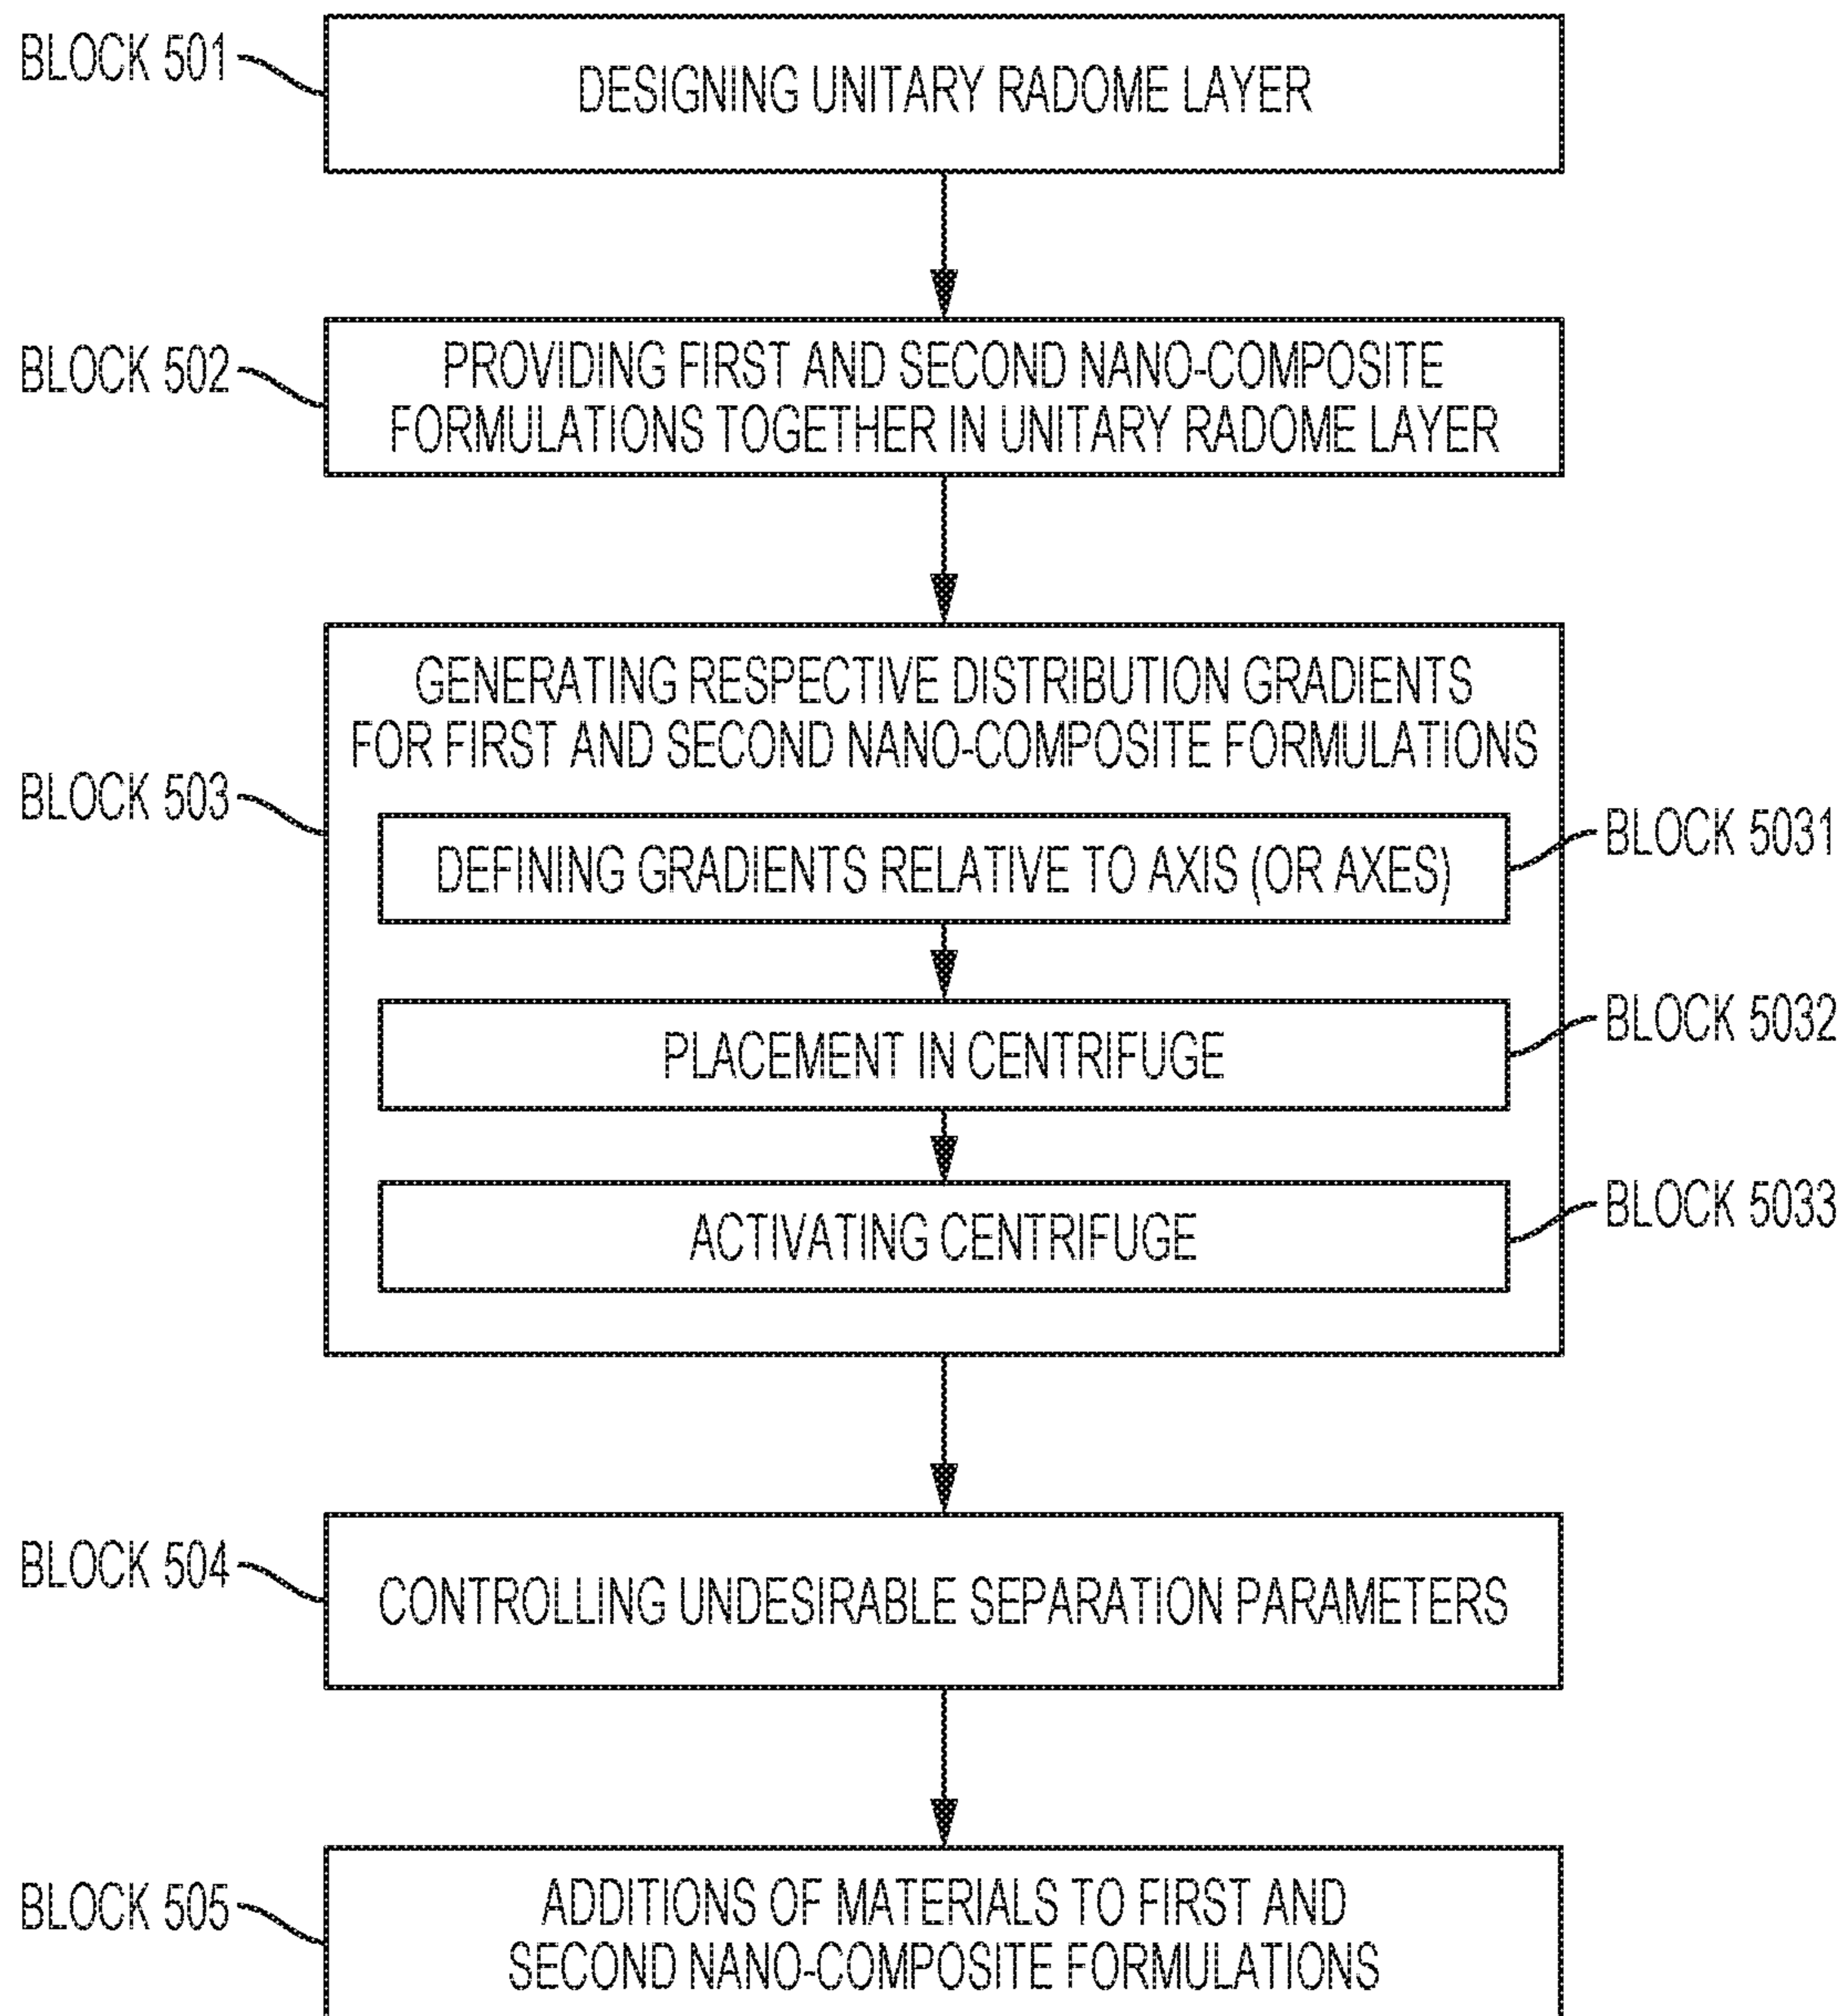 BLOCK 501
DESIGNING UNITARY RADOME LAYER
BLOCK 502
PROVIDING FIRST AND SECOND NANO-COMPOSITE
FORMULATIONS TOGETHER IN UNITARY RADOME LAYER
BLOCK 503
GENERATING RESPECTIVE DISTRIBUTION GRADIENTS
FOR FIRST AND SECOND NANO-COMPOSITE FORMULATIONS
DEFINING GRADIENTS RELATIVE TO AXIS (OR AXES)
BLOCK 5031
PLACEMENT IN CENTRIFUGE
BLOCK 5032
ACTIVATING CENTRIFUGE
BLOCK 5033
BLOCK 504
CONTROLLING UNDESIRABLE SEPARATION PARAMETERS
BLOCK 505
ADDITIONS OF MATERIALS TO FIRST AND
SECOND NANO-COMPOSITE FORMULATIONS